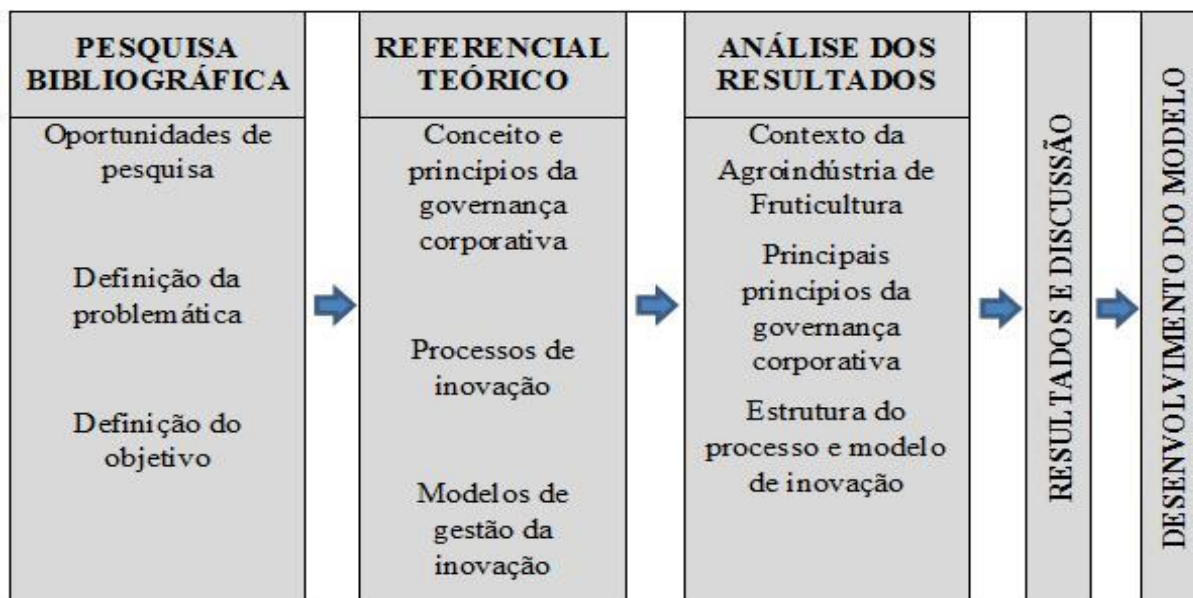 PESQUISA
BIBLIOGRÁFICA
Oportunidades de
pesquisa
Definição da
problemática
Definição do
objetivo
REFERENCIAL
TEÓRICO
Conceito e
princípios da
governança
corporativa
Processos de
inovação
Modelos de
gestão da
inovação
ANÁLISE DOS
RESULTADOS
Contexto da
Agroindústria de
Fruticultura
Principais
princípios da
governança
corporativa
Estrutura do
processo e modelo
de inovação
RESULTADOS E DISCUSSÃO
DESENVOLVIMENTO DO MODELO